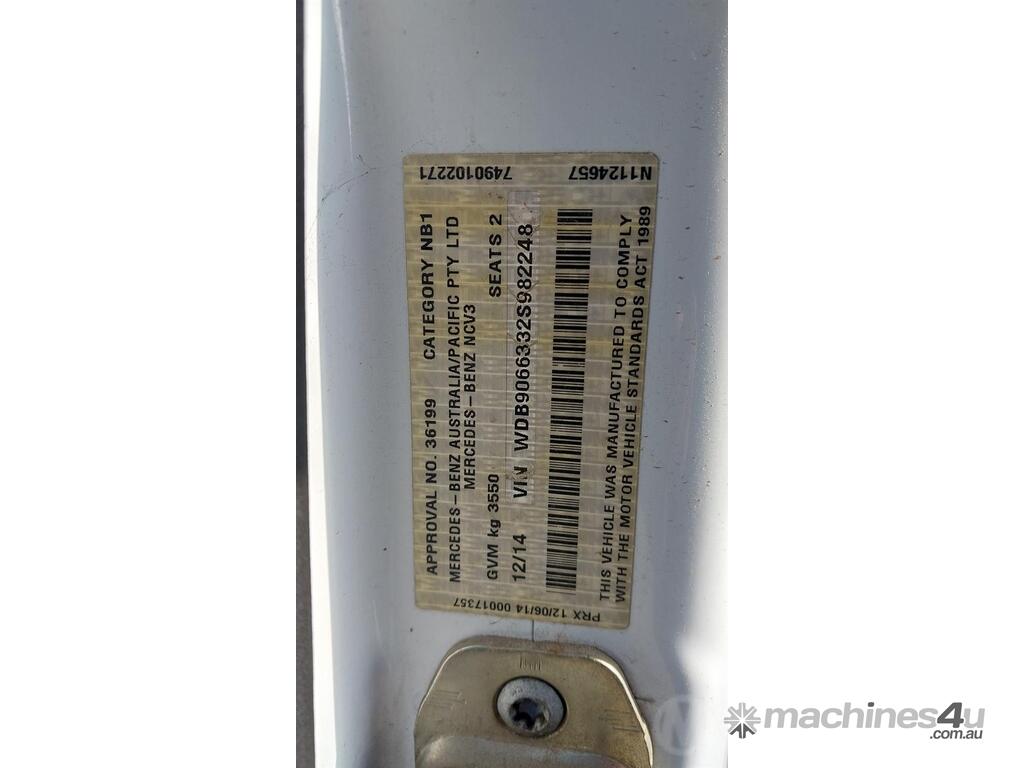 7490102271 N1124657
APPROVAL NO. 36199 CATEGORY NB1
MERCEDES-BENZ AUSTRALIA/PACIFIC PTY LTD
MERCEDES-BENZ NCV3
GVM kg 3550 SEATS 2
12/14 VIN WDB9066332S982248
THIS VEHICLE WAS MANUFACTURED TO COMPLY
WITH THE MOTOR VEHICLE STANDARDS ACT 1989
PRX 12/06/14 00017357
machines4u
.com.au